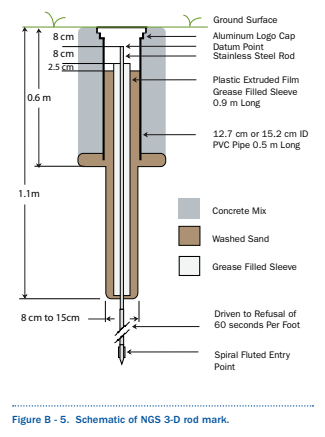 Ground Surface
8 cm
Aluminum Logo Cap
Datum Point
8 cm
Stainless Steel Rod
2.5 cm
Plastic Extruded Film
Grease Filled Sleeve
0.9 m Long
0.6 m
12.7 cm or 15.2 cm ID
PVC Pipe 0.5 m Long
1.1m
Concrete Mix
Washed Sand
Grease Filled Sleeve
8 cm to 15cm
Driven to Refusal of
60 seconds Per Foot
Spiral Fluted Entry
Point
Figure B - 5. Schematic of NGS 3-D rod mark.